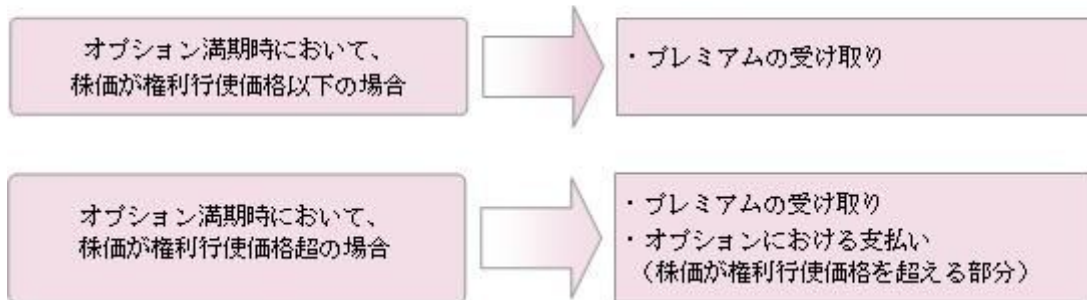 オプション満期時において、
株価が権利行使価格以下の場合
・プレミアムの受け取り
オプション満期時において、
株価が権利行使価格超の場合
・プレミアムの受け取り
・オプションにおける支払い
（株価が権利行使価格を超える部分）